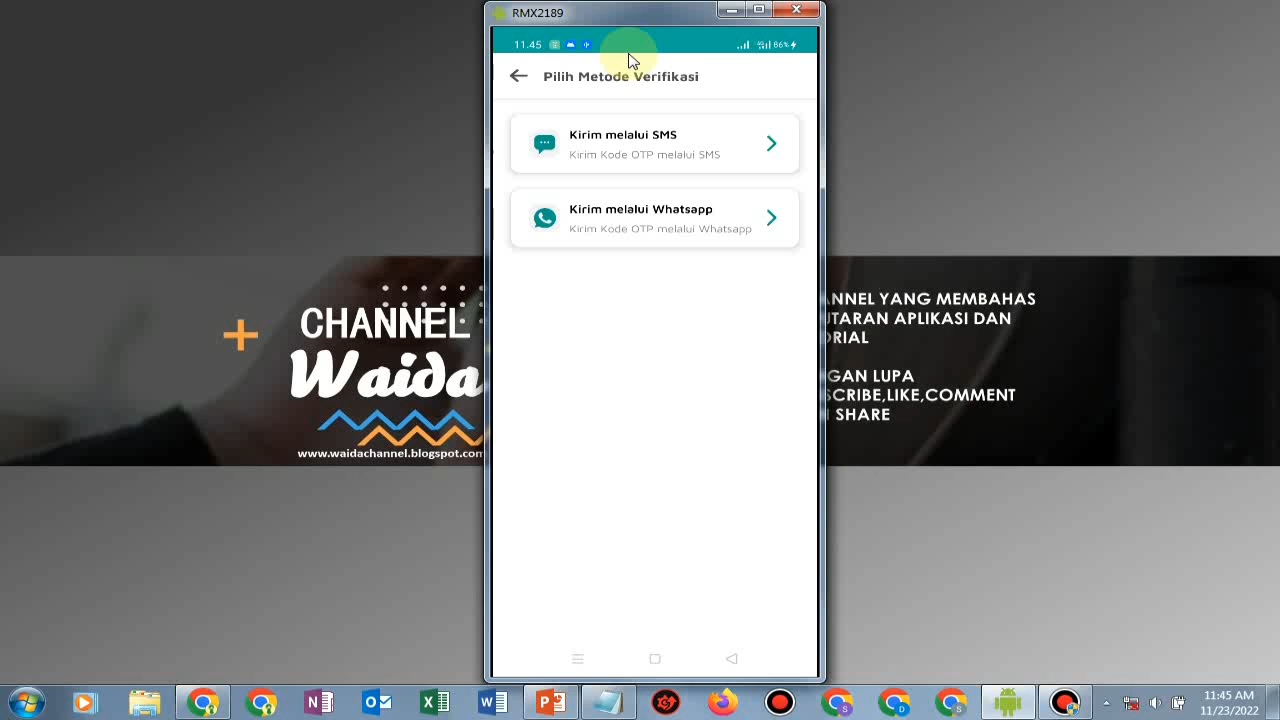 RMX2189
11.45
86%
Pilih Metode Verifikasi
Kirim melalui SMS
Kirim Kode OTP melalui SMS
Kirim melalui Whatsapp
Kirim Kode OTP melalui Whatsapp
CHANNEL
Waida
www.waidachannel.blogspot.com
ANNEL YANG MEMBAHAS
UTARAN APLIKASI DAN
ORIAL
GAN LUPA
SCRIBE,LIKE,COMMENT
SHARE
11:45 AM
11/23/2022